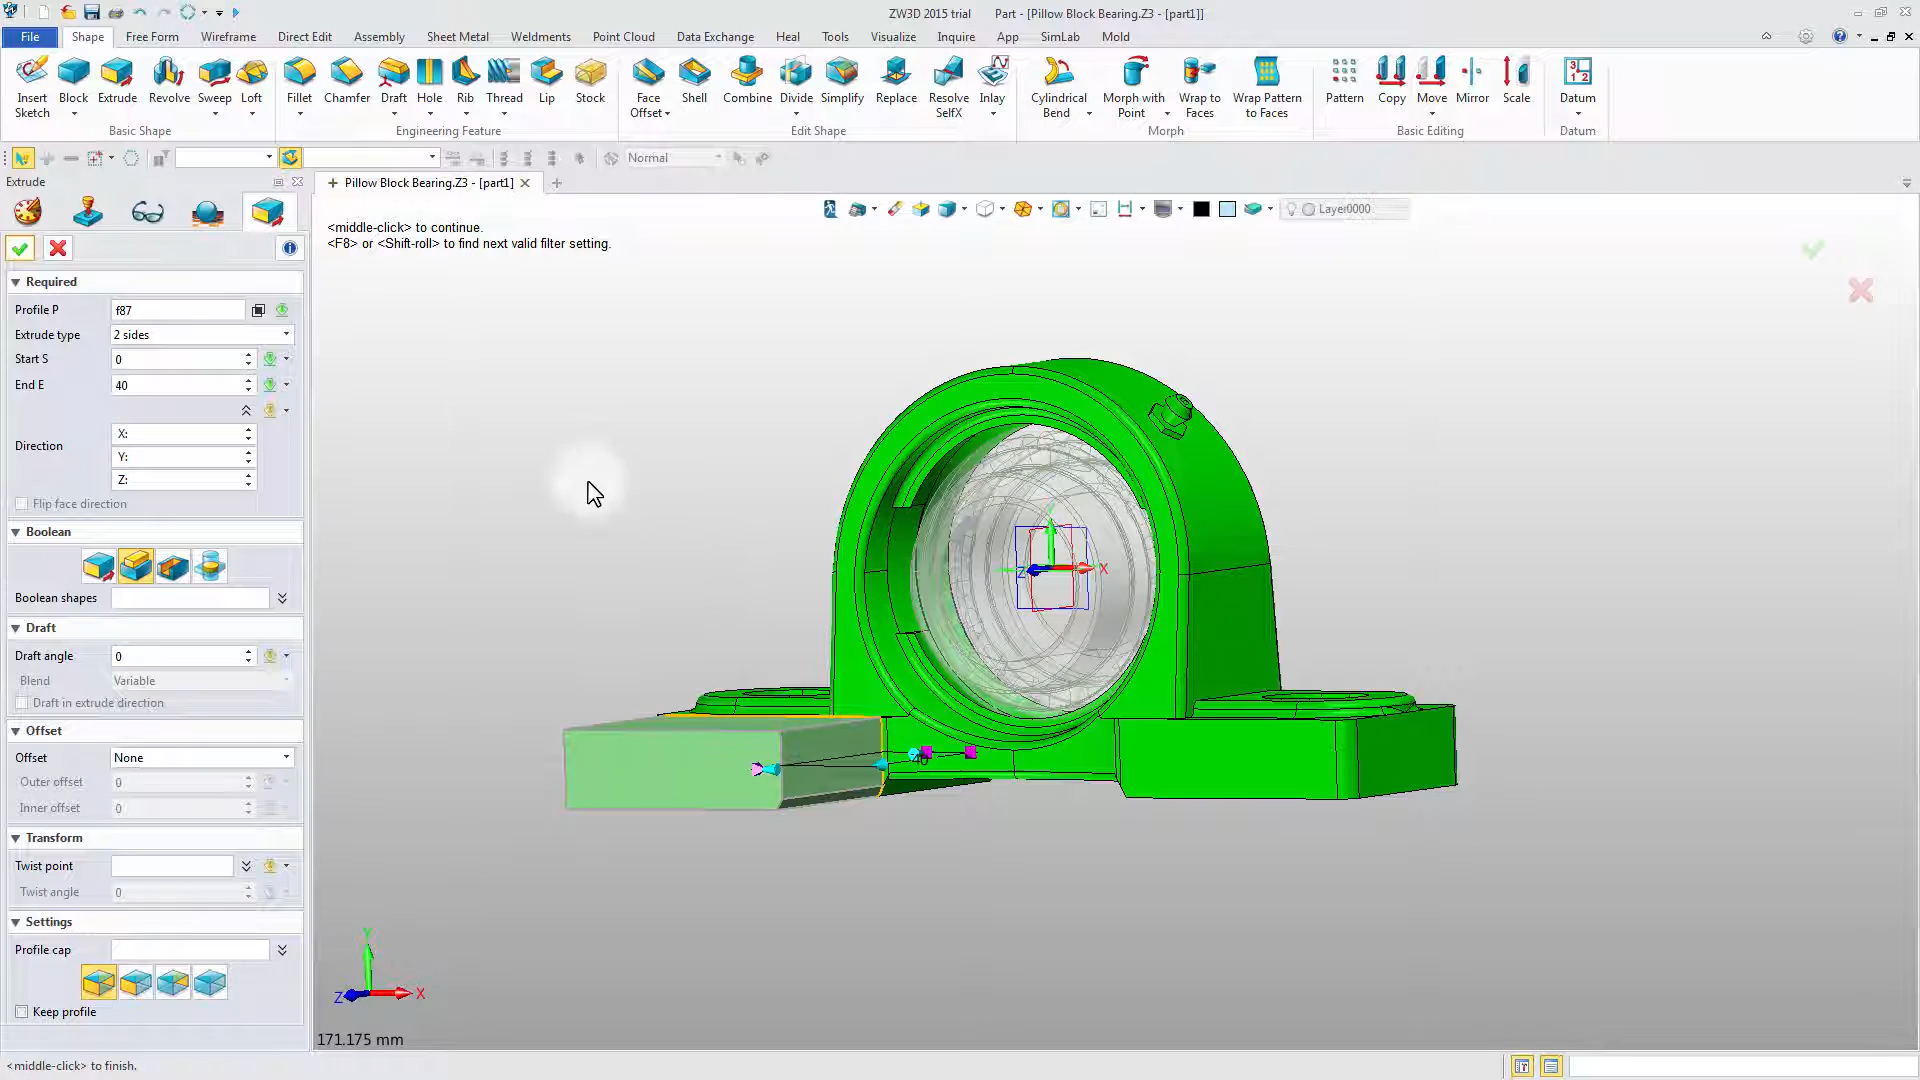 ZW3D 2015 trial Part - [Pillow Block Bearing.Z3 - [part1]]
File Shape Free Form Wireframe Direct Edit Assembly Sheet Metal Weldments Point Cloud Data Exchange Heal Tools Visualize Inquire App SimLab Mold
Insert Sketch Block Extrude Revolve Sweep Loft Fillet Chamfer Draft Hole Rib Thread Lip Stock Face Offset Shell Combine Divide Simplify Replace Resolve SelfX Inlay Cylindrical Bend Morph with Point Wrap to Faces Wrap Pattern to Faces Pattern Copy Move Mirror Scale Datum
Basic Shape Engineering Feature Edit Shape Morph Basic Editing Datum
Normal
Extrude
Pillow Block Bearing.Z3 - [part1]
Layer0000
<middle-click> to continue.
<F8> or <Shift-roll> to find next valid filter setting.
Required
Profile P f87
Extrude type 2 sides
Start S 0
End E 40
Direction
X:
Y:
Z:
Flip face direction
Boolean
Boolean shapes
Draft
Draft angle 0
Blend Variable
Draft in extrude direction
Offset
Offset None
Outer offset 0
Inner offset 0
Transform
Twist point
Twist angle 0
Settings
Profile cap
Keep profile
Y
Z
X
40
Y
Z
X
171.175 mm
<middle-click> to finish.